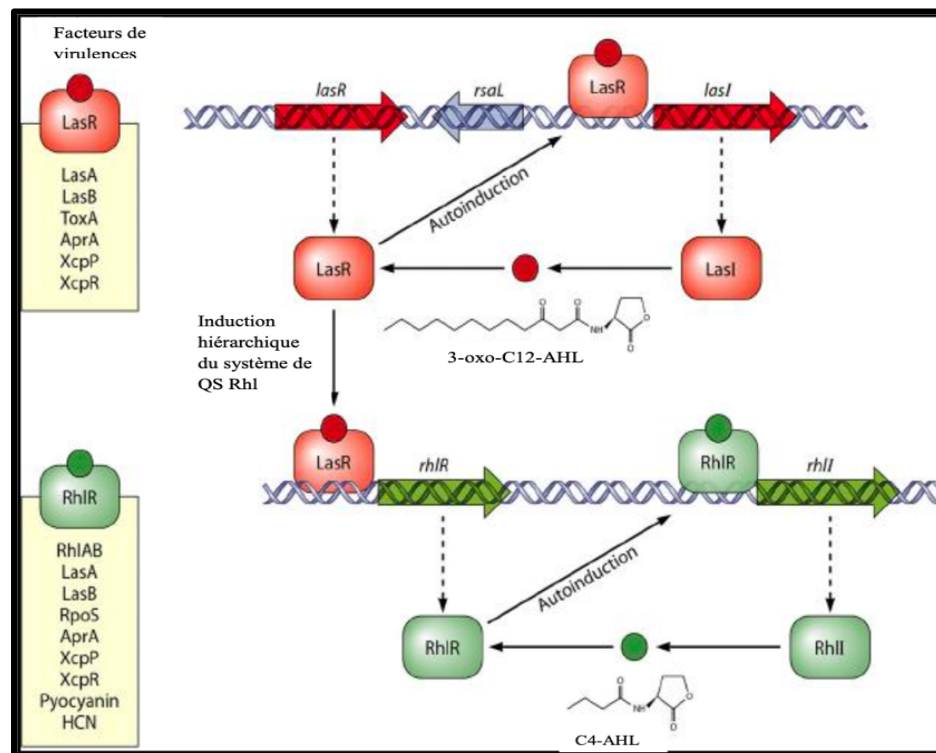 Facteurs de
virulences
LasR
LasA
LasB
ToxA
AprA
XcpP
XcpR
lasR
rsaL
LasR
lasI
Autoinduction
LasR
LasI
3-oxo-C12-AHL
O
O
N
H
O
O
Induction
hiérarchique
du système de
QS Rhl
LasR
rhlR
RhlR
rhlI
Autoinduction
RhlR
RhlI
C4-AHL
O
N
H
O
O
RhlR
RhlAB
LasA
LasB
RpoS
AprA
XcpP
XcpR
Pyocyanin
HCN